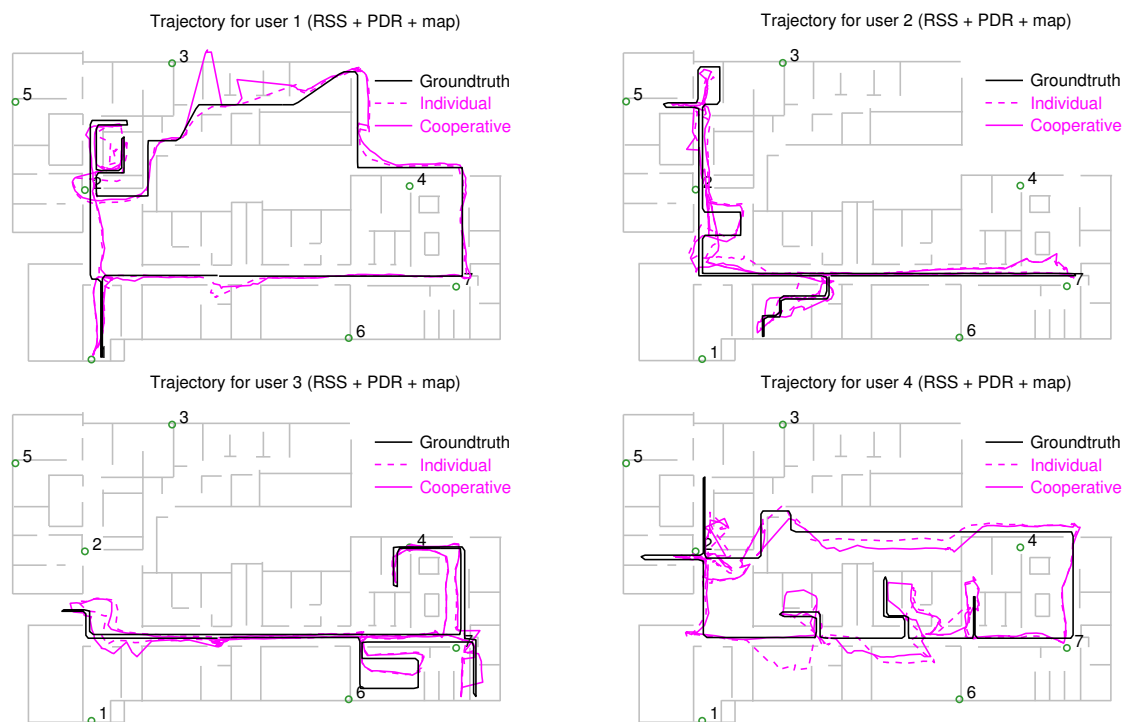 Trajectory for user 1 (RSS + PDR + map)
3
5
Groundtruth
Individual
Cooperative
2
4
7
6
Trajectory for user 2 (RSS + PDR + map)
3
5
Groundtruth
Individual
Cooperative
2
4
7
6
1
Trajectory for user 3 (RSS + PDR + map)
3
5
Groundtruth
Individual
Cooperative
2
4
7
6
1
Trajectory for user 4 (RSS + PDR + map)
3
5
Groundtruth
Individual
Cooperative
2
4
7
6
1